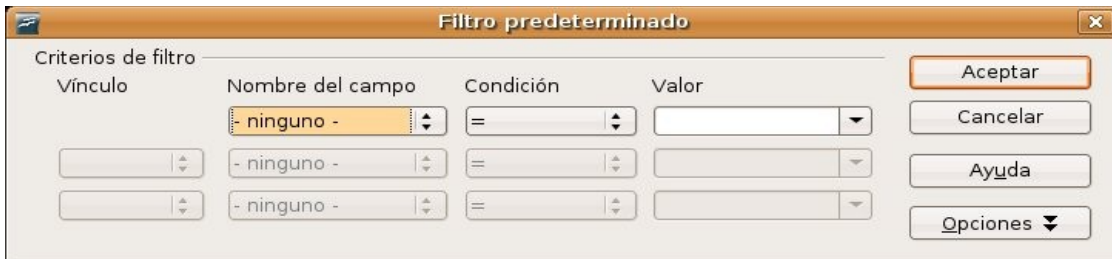 Filtro predeterminado
Criterios de filtro
Vínculo Nombre del campo Condición Valor
- ninguno - =
- ninguno - =
- ninguno - =
Aceptar
Cancelar
Ayuda
Opciones